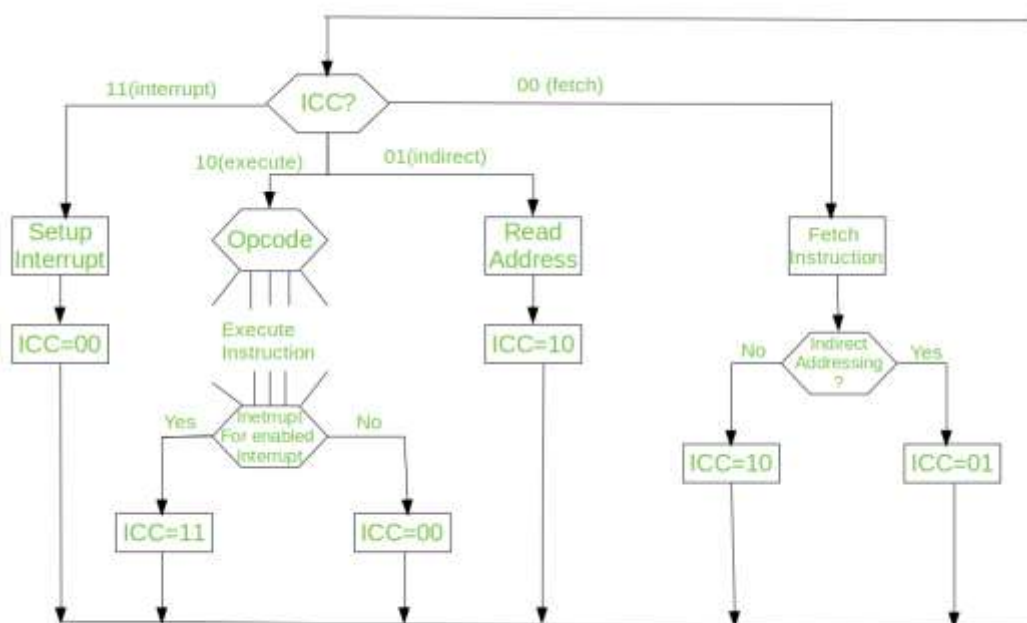 11(interrupt)
00 (fetch)
ICC?
10(execute)
01(indirect)
Setup
Interrupt
Opcode
Read
Address
Fetch
Instruction
ICC=00
Execute
Instruction
ICC=10
No
Indirect
Addressing
?
Yes
Yes
Inetrrupt
For enabled
Interrupt
No
ICC=10
ICC=01
ICC=11
ICC=00